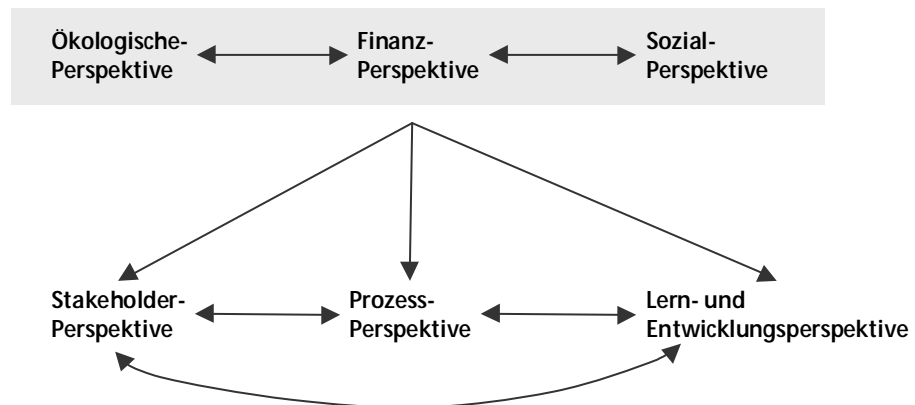 Ökologische-
Perspektive
Finanz-
Perspektive
Sozial-
Perspektive
Stakeholder-
Perspektive
Prozess-
Perspektive
Lern- und
Entwicklungsperspektive